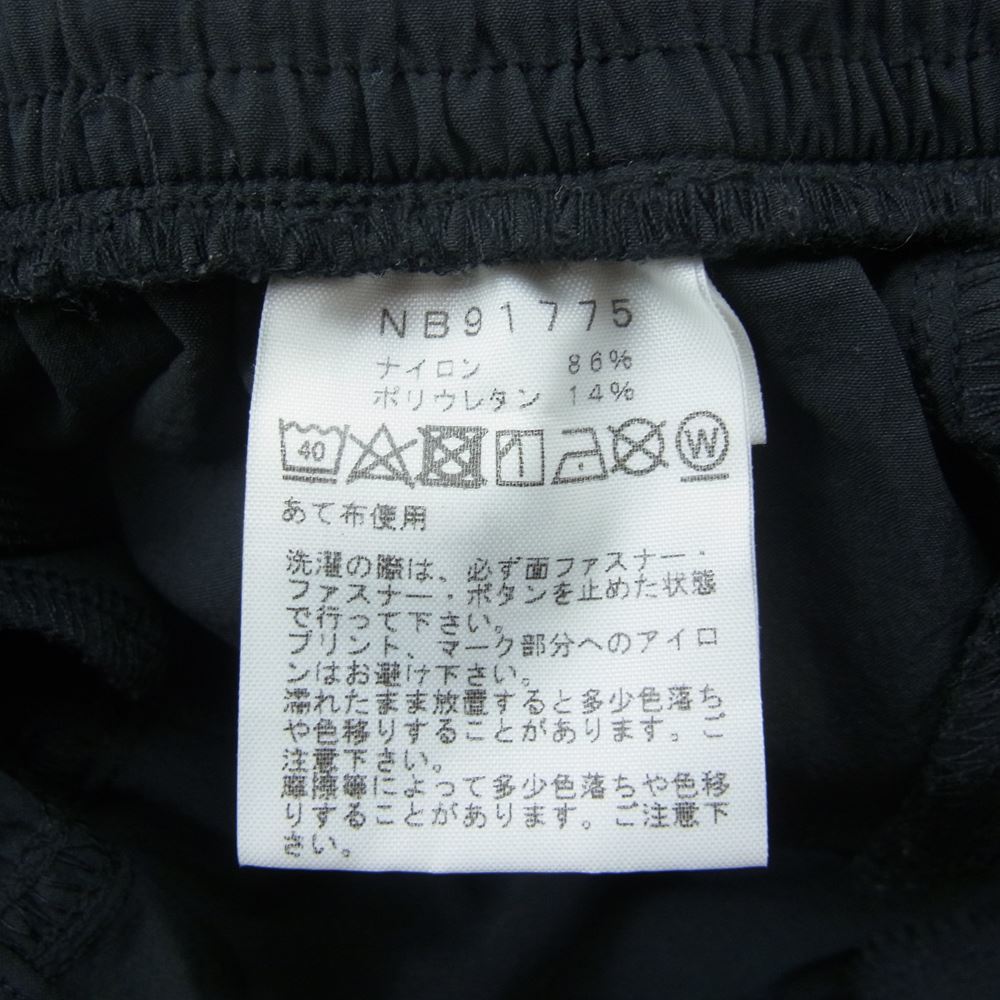 NB91775
ナイロン 86%
ポリウレタン 14%
40 W
あて布使用
洗濯の際は、必ず面ファスナー・
ファスナー・ボタンを止めた状態
で行って下さい。
プリント、マーク部分へのアイロ
ンはお避け下さい。
濡れたまま放置すると多少色落ち
や色移りすることがあります。ご
注意下さい。
摩擦等によって多少色落ちや色移
りすることがあります。ご注意下
さい。